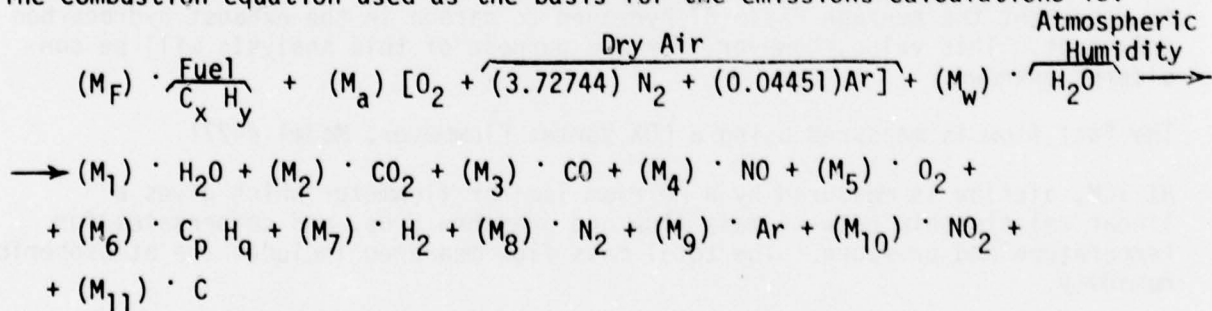 The combustion equation used as the basis for the emissions calculations is:
Atmospheric
Fuel Dry Air Humidity
(M_F) · C_x H_y + (M_a) [O_2 + (3.72744) N_2 + (0.04451)Ar] + (M_w) · H_2O →
→ (M_1) · H_2O + (M_2) · CO_2 + (M_3) · CO + (M_4) · NO + (M_5) · O_2 +
+ (M_6) · C_p H_q + (M_7) · H_2 + (M_8) · N_2 + (M_9) · Ar + (M_10) · NO_2 +
+ (M_11) · C